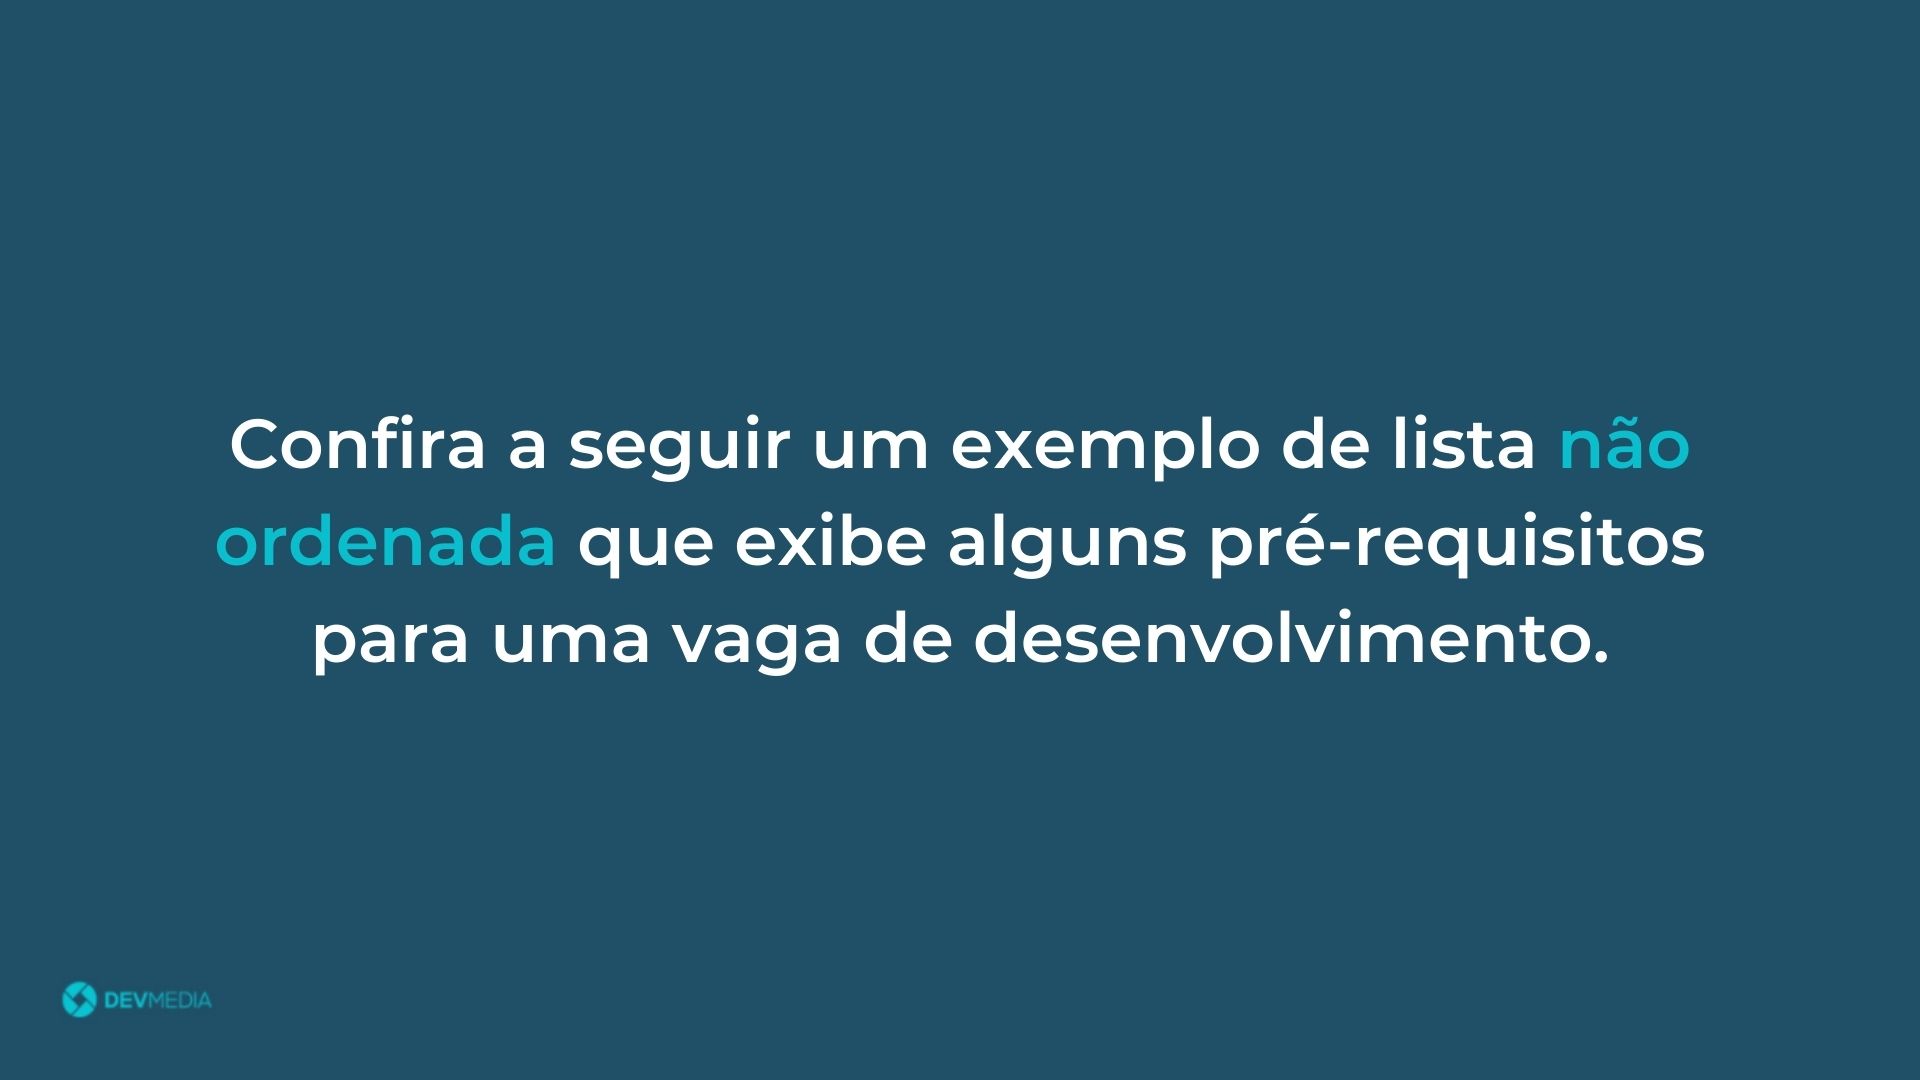 Confira a seguir um exemplo de lista não
ordenada que exibe alguns pré-requisitos
para uma vaga de desenvolvimento.
DEVMEDIA